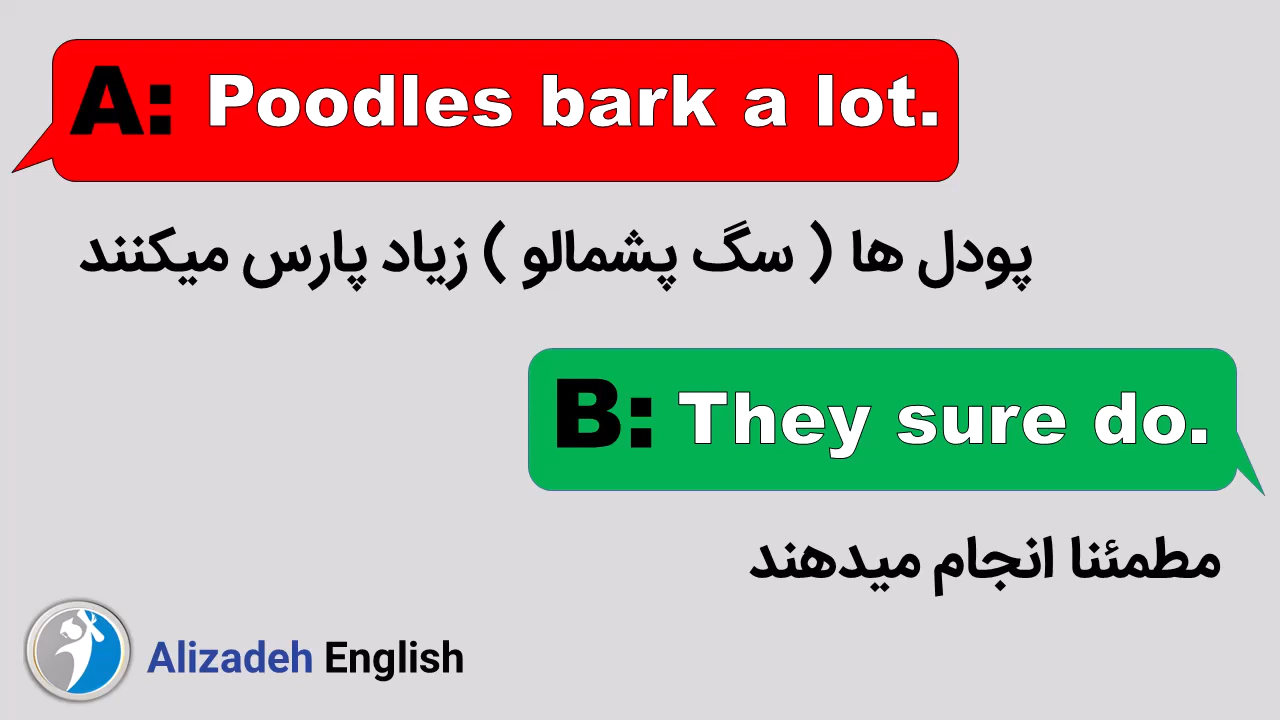 A: Poodles bark a lot.
پودل ها ( سگ پشمالو ) زیاد پارس میکنند
B: They sure do.
مطمئنا انجام میدهند
Alizadeh English